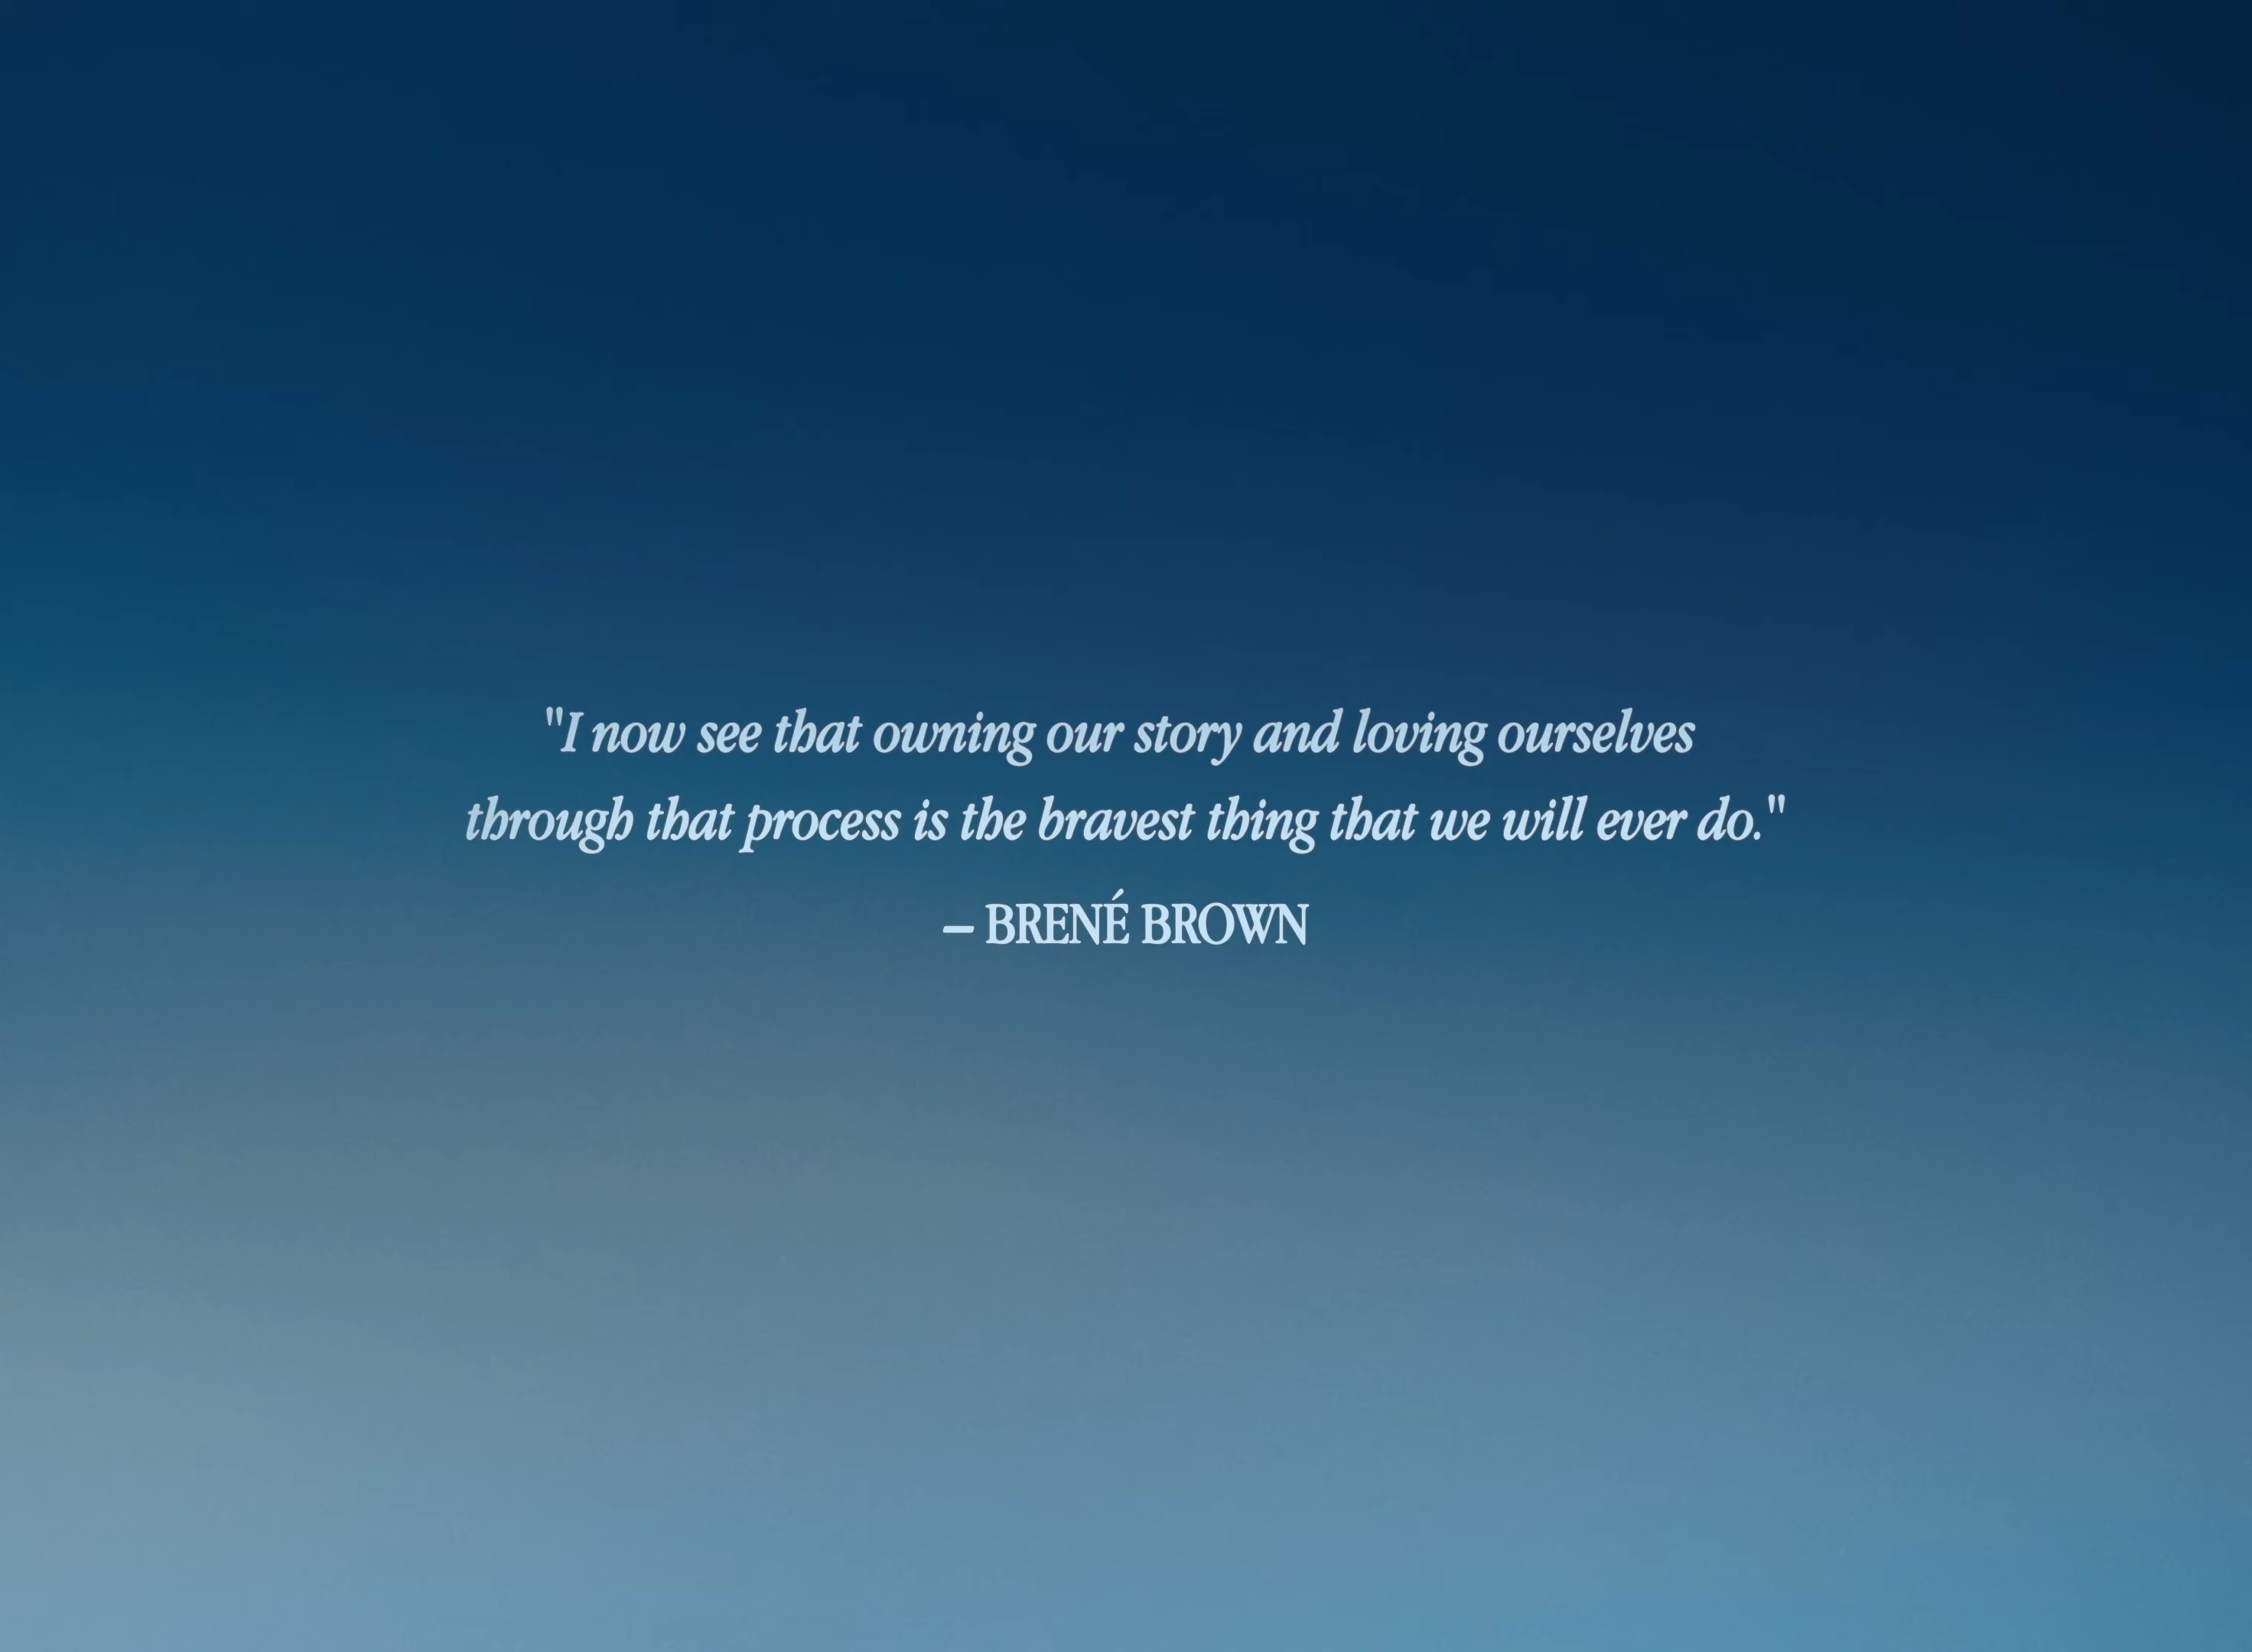 "I now see that owning our story and loving ourselves
through that process is the bravest thing that we will ever do."
– BRENÉ BROWN